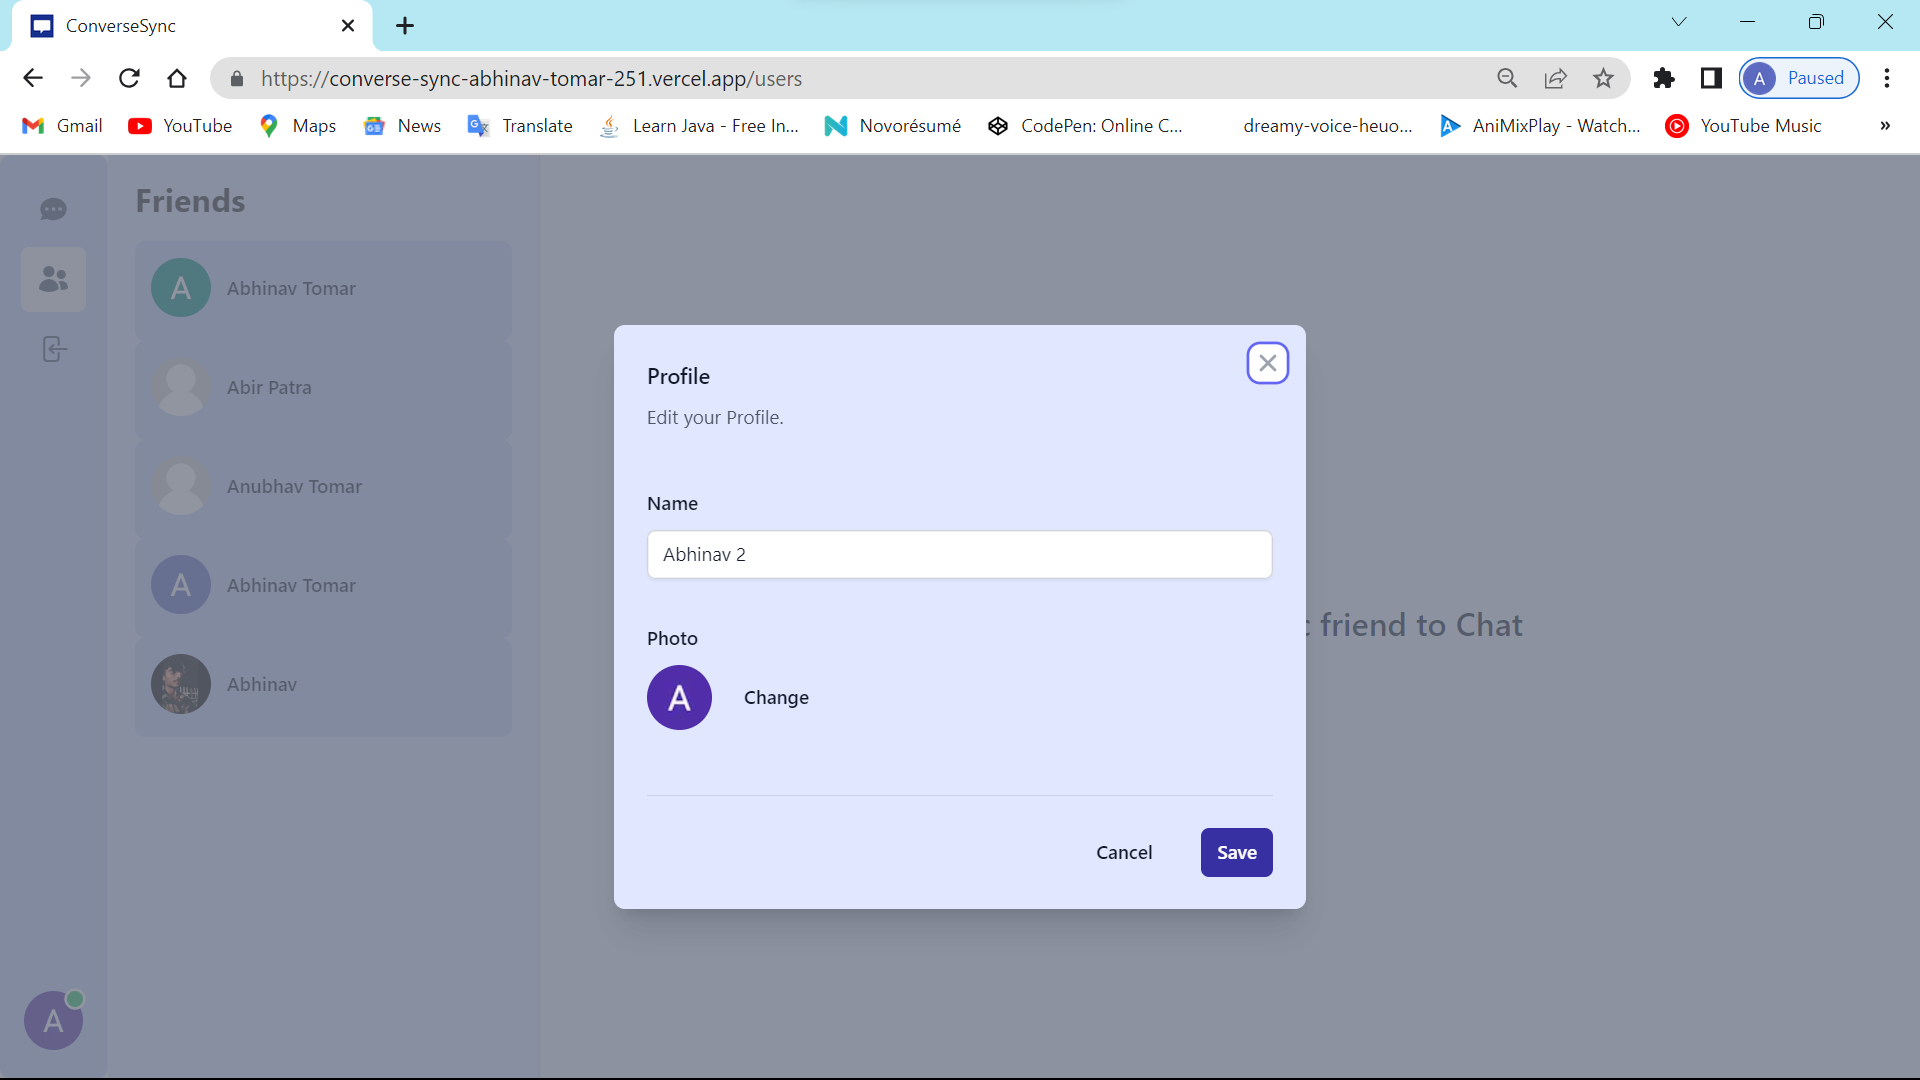 ConverseSync
https://converse-sync-abhinav-tomar-251.vercel.app/users
A Paused
Gmail YouTube Maps News Translate Learn Java - Free In... Novorésumé CodePen: Online C... dreamy-voice-heuo... AniMixPlay - Watch... YouTube Music »
Friends
A Abhinav Tomar
Abir Patra
Anubhav Tomar
A Abhinav Tomar
Abhinav
A
Profile
Edit your Profile.
Name
Abhinav 2
Photo
A Change
Cancel Save
friend to Chat